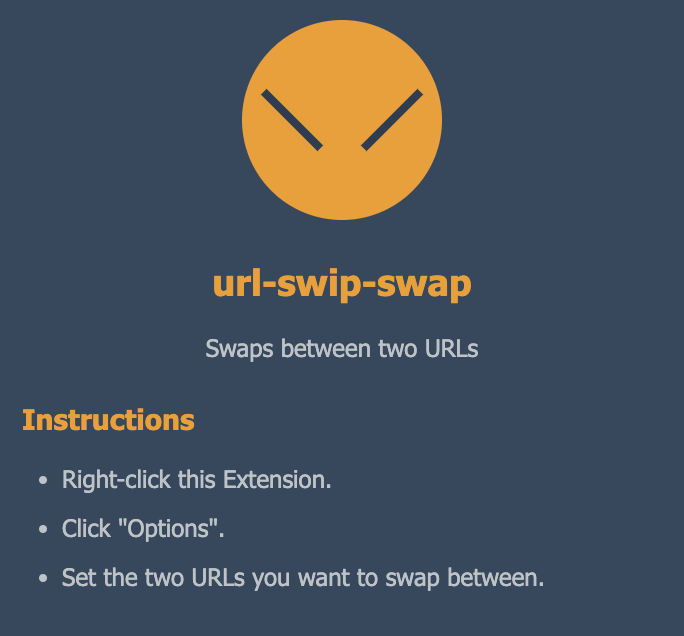 url-swip-swap
Swaps between two URLs
Instructions
• Right-click this Extension.
• Click "Options".
• Set the two URLs you want to swap between.